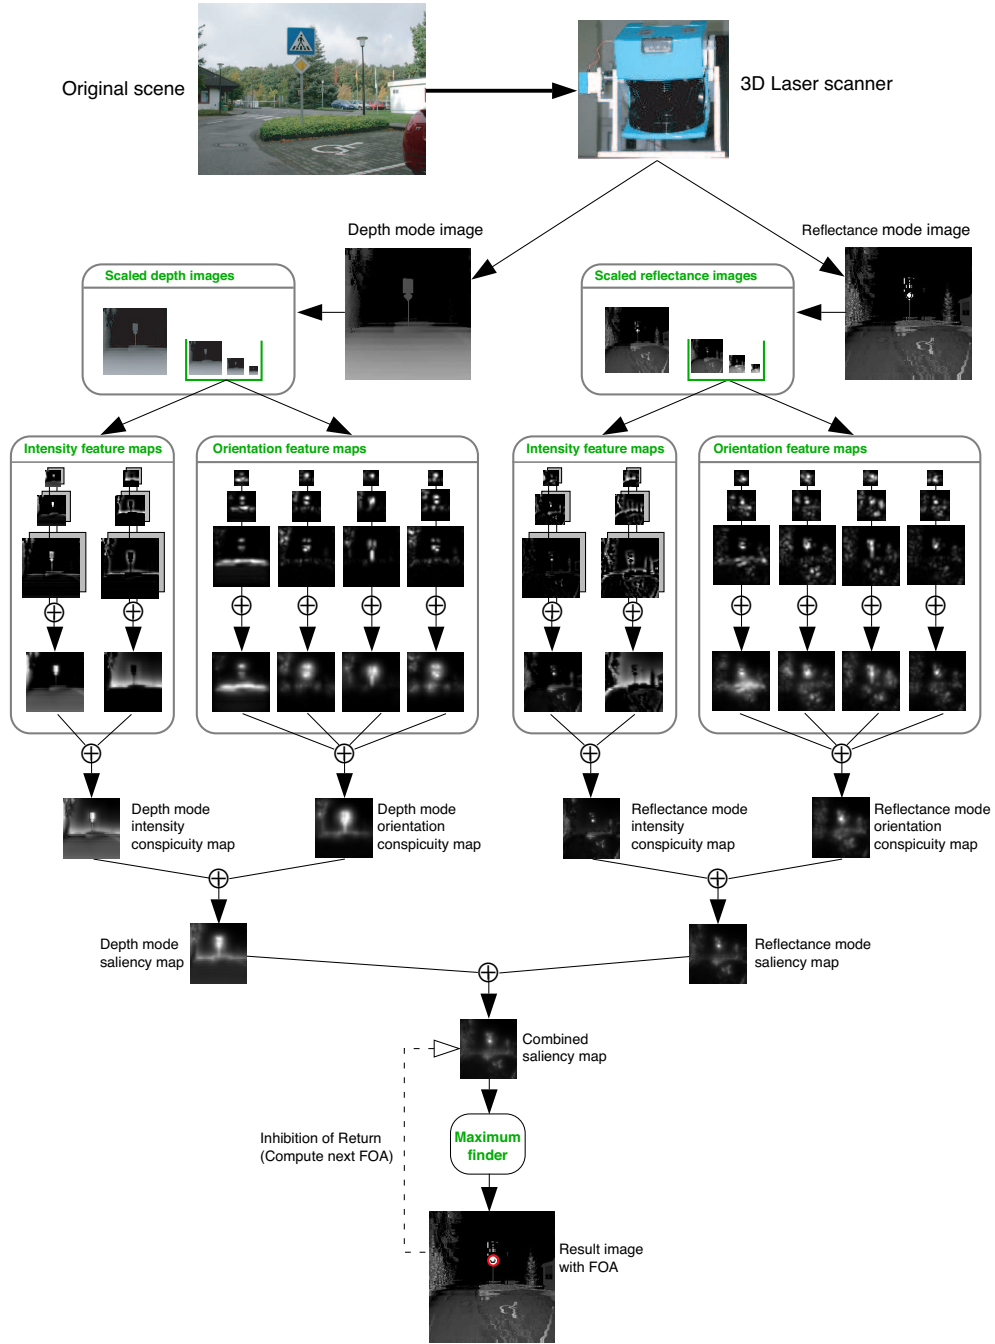 Original scene
3D Laser scanner
Depth mode image
Reflectance mode image
Scaled depth images
Scaled reflectance images
Intensity feature maps
Orientation feature maps
Intensity feature maps
Orientation feature maps
Depth mode
intensity
conspicuity map
Depth mode
orientation
conspicuity map
Reflectance mode
intensity
conspicuity map
Reflectance mode
orientation
conspicuity map
Depth mode
saliency map
Reflectance mode
saliency map
Combined
saliency map
Inhibition of Return
(Compute next FOA)
Maximum
finder
Result image
with FOA